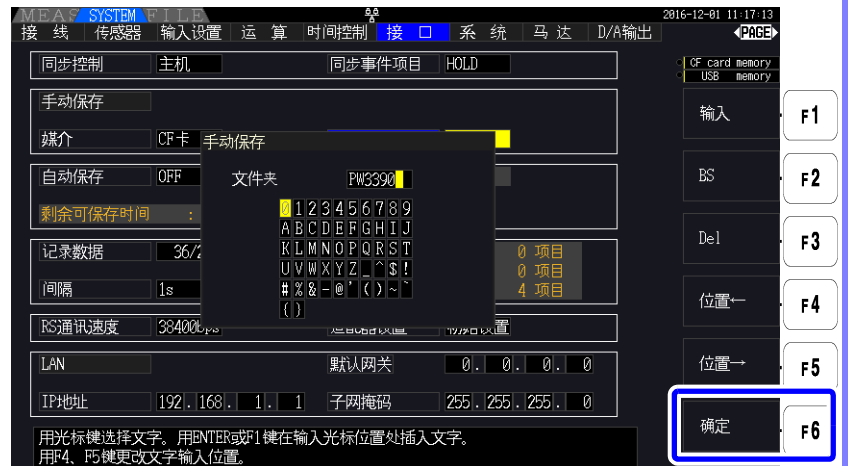 MEAS SYSTEM FILE 2016-12-01 11:17:13
接 线 传感器 输入设置 运 算 时间控制 接 口 系 统 马 达 D/A输出 PAGE
同步控制 主机 同步事件项目 HOLD
CF card memory
USB memory
手动保存
媒介 CF卡
手动保存
自动保存 OFF
文件夹 PW3390
剩余可保存时间 :
0 1 2 3 4 5 6 7 8 9
A B C D E F G H I J
K L M N O P Q R S T
U V W X Y Z _ ^ $ !
# % & - @ ' ( ) ~ `
{ }
记录数据 36/ 0 项目
0 项目
间隔 1s 4 项目
RS通讯速度 38400bps 适配器设置 初始设置
LAN 默认网关 0. 0. 0. 0
IP地址 192.168. 1. 1 子网掩码 255.255.255. 0
用光标键选择文字。用ENTER或F1键在输入光标位置处插入文字。
用F4、F5键更改文字输入位置。
输入 F1
BS F2
Del F3
位置← F4
位置→ F5
确定 F6